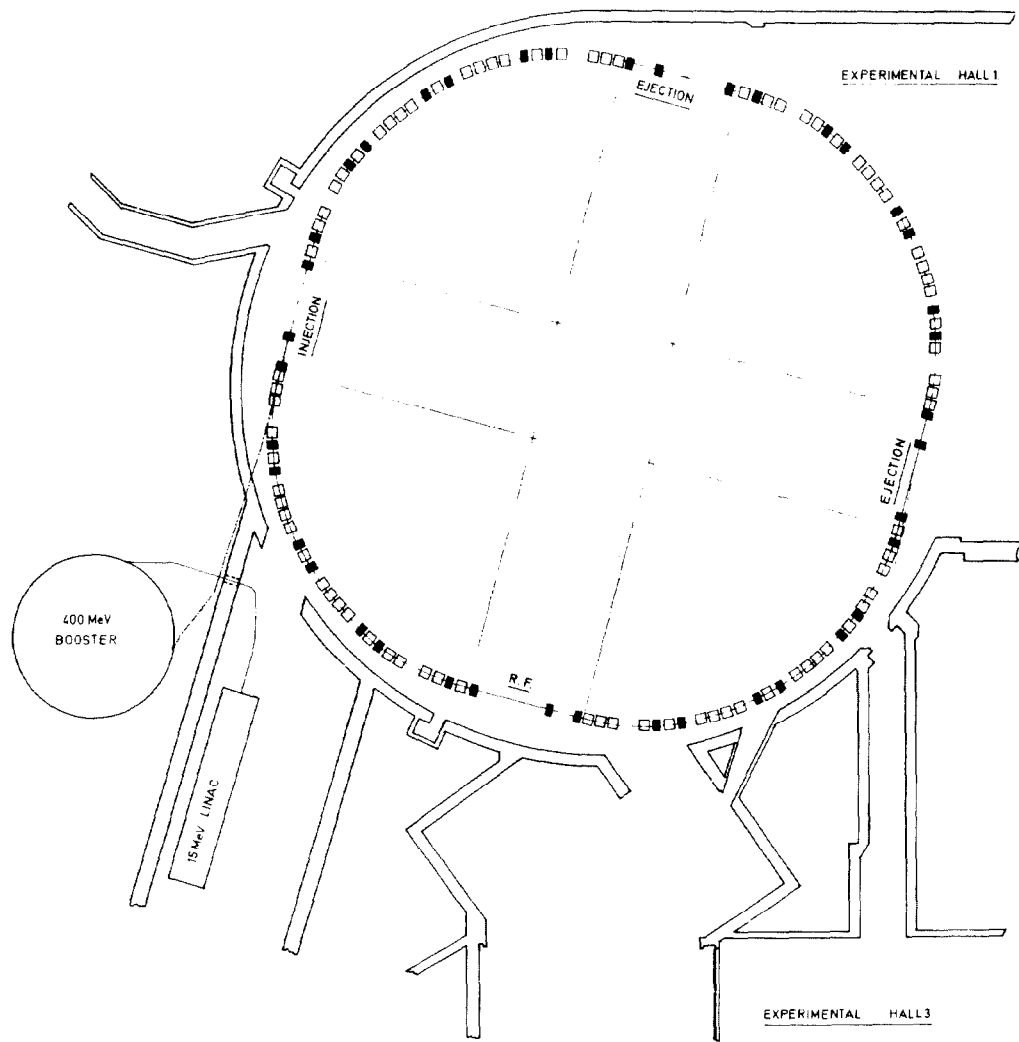 EXPERIMENTAL HALL 1
EJECTION
INJECTION
EJECTION
400 MeV
BOOSTER
R.F.
15 MeV LINAC
EXPERIMENTAL HALL 3